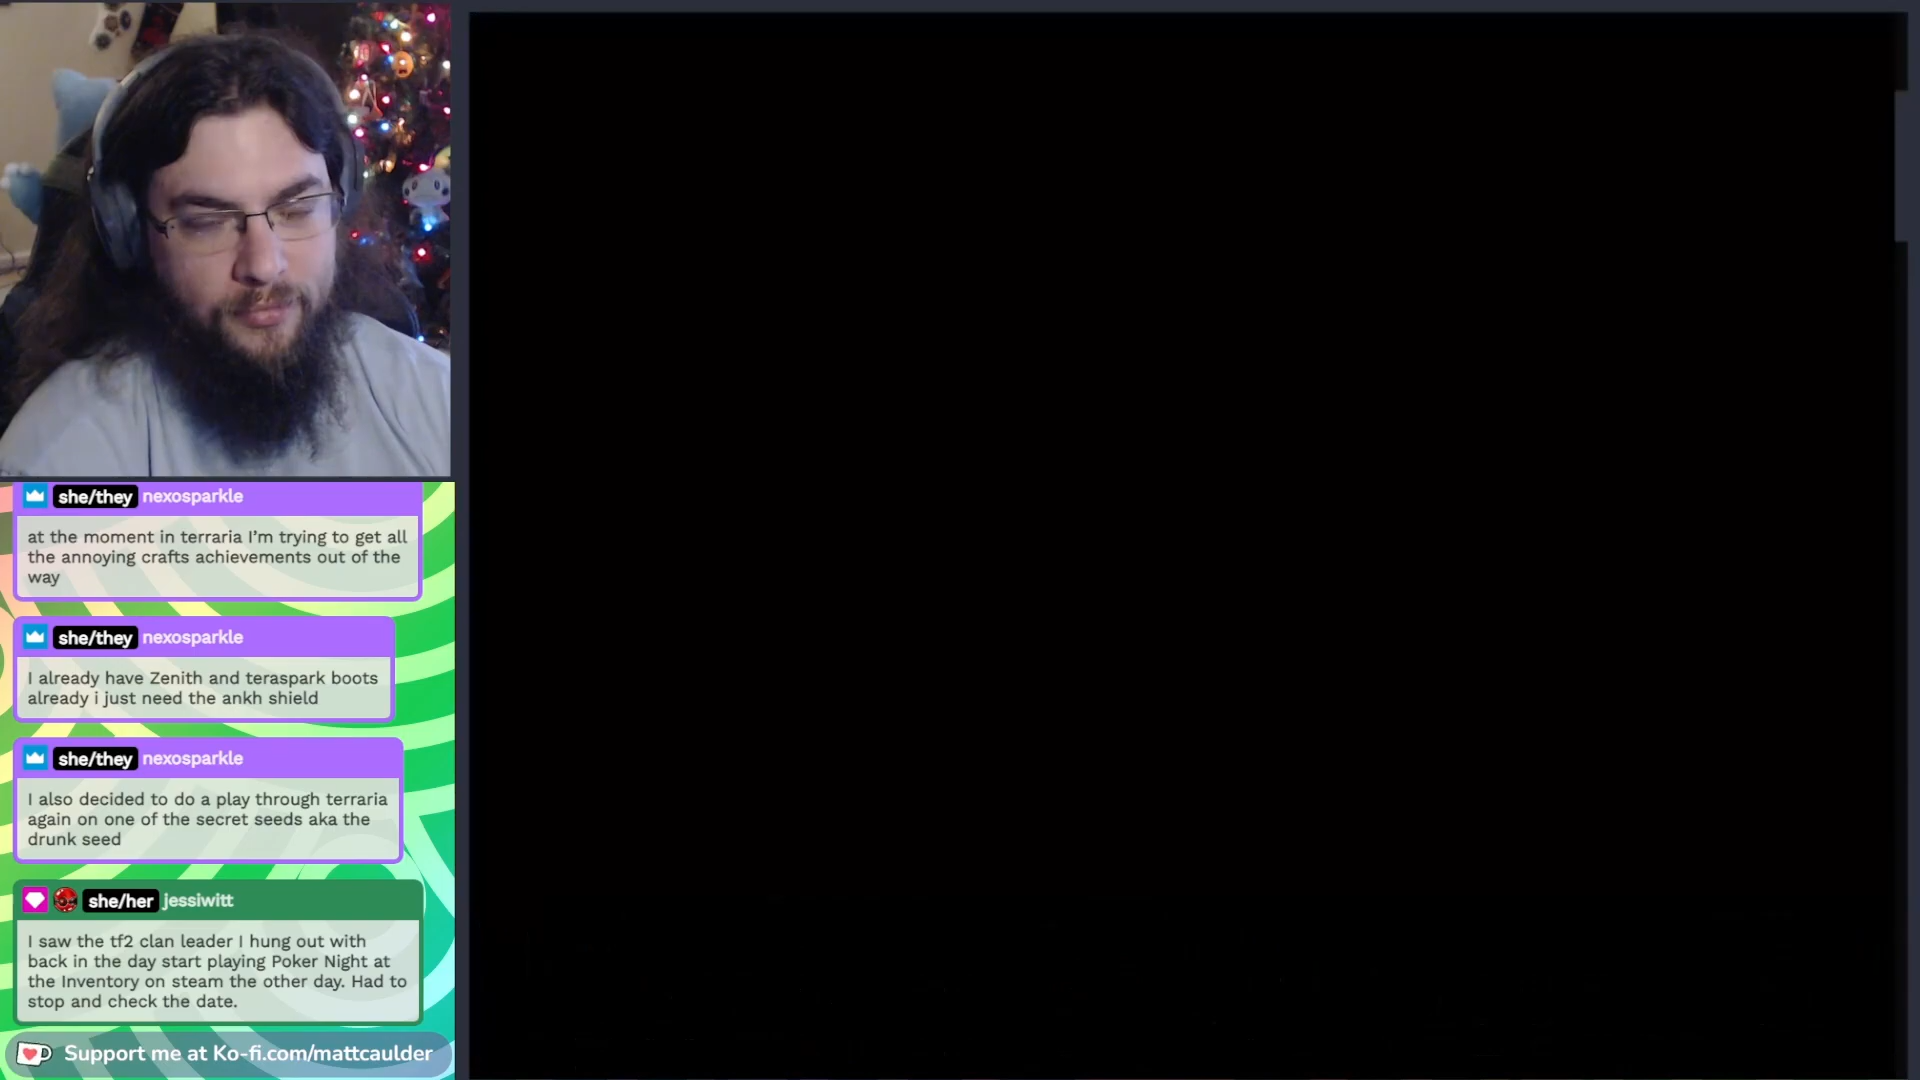 she/they nexosparkle
at the moment in terraria I’m trying to get all
the annoying crafts achievements out of the
way
she/they nexosparkle
I already have Zenith and teraspark boots
already i just need the ankh shield
she/they nexosparkle
I also decided to do a play through terraria
again on one of the secret seeds aka the
drunk seed
she/her jessiwitt
I saw the tf2 clan leader I hung out with
back in the day start playing Poker Night at
the Inventory on steam the other day. Had to
stop and check the date.
Support me at Ko-fi.com/mattcaulder